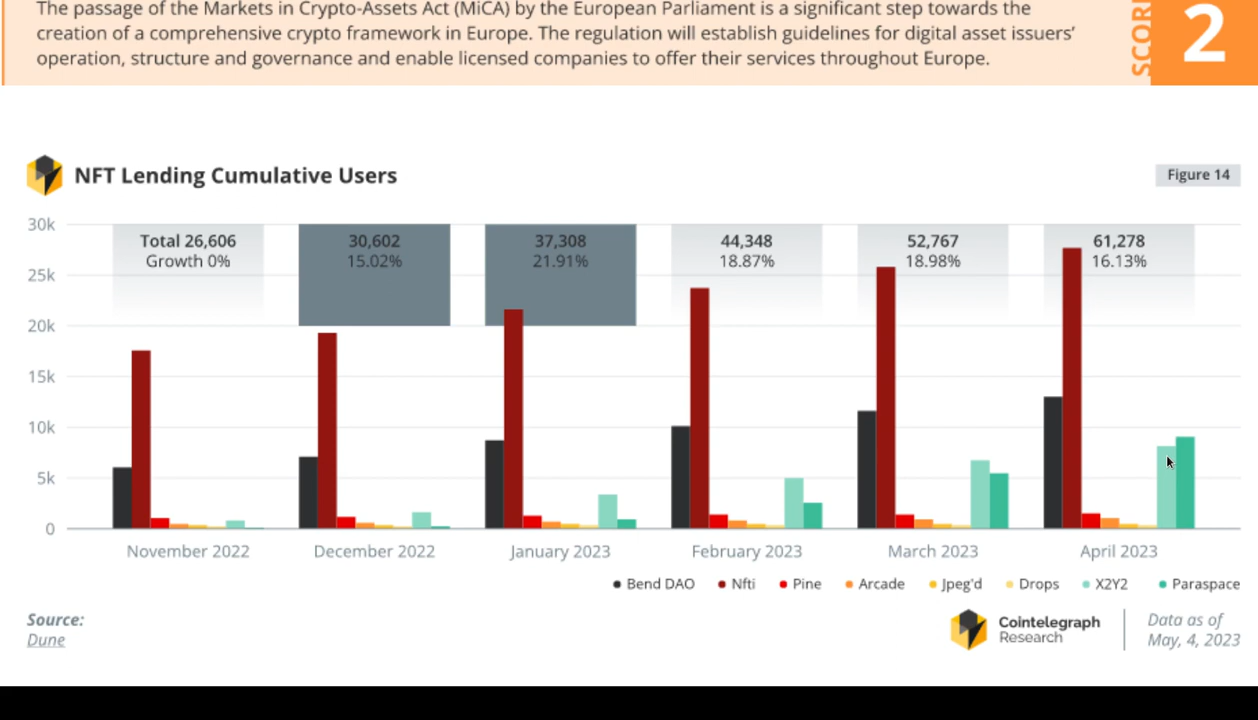 The passage of the Markets in Crypto-Assets Act (MiCA) by the European Parliament is a significant step towards the
creation of a comprehensive crypto framework in Europe. The regulation will establish guidelines for digital asset issuers’
operation, structure and governance and enable licensed companies to offer their services throughout Europe.
2
NFT Lending Cumulative Users
Figure 14
30k
25k
20k
15k
10k
5k
0
Total 26,606
Growth 0%
30,602
15.02%
37,308
21.91%
44,348
18.87%
52,767
18.98%
61,278
16.13%
November 2022
December 2022
January 2023
February 2023
March 2023
April 2023
Bend DAO
Nfti
Pine
Arcade
Jpeg'd
Drops
X2Y2
Paraspace
Source:
Dune
Cointelegraph
Research
Data as of
May, 4, 2023